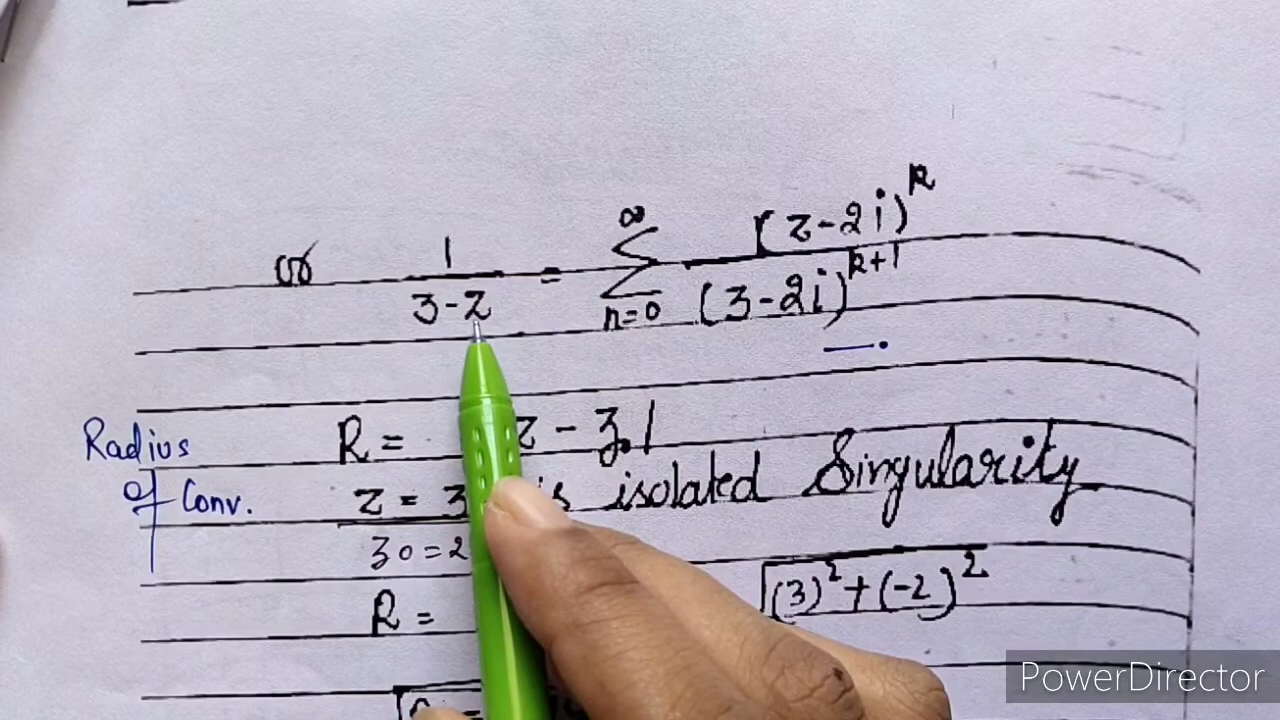 or 1/(3-z) = ∑_{n=0}^{∞} (z-2i)^k / (3-2i)^{k+1}
Radius of Conv.
R = z - z₀|
z = 3 is isolated Singularity
z₀ = 2
R = √((3)² + (-2)²)
PowerDirector